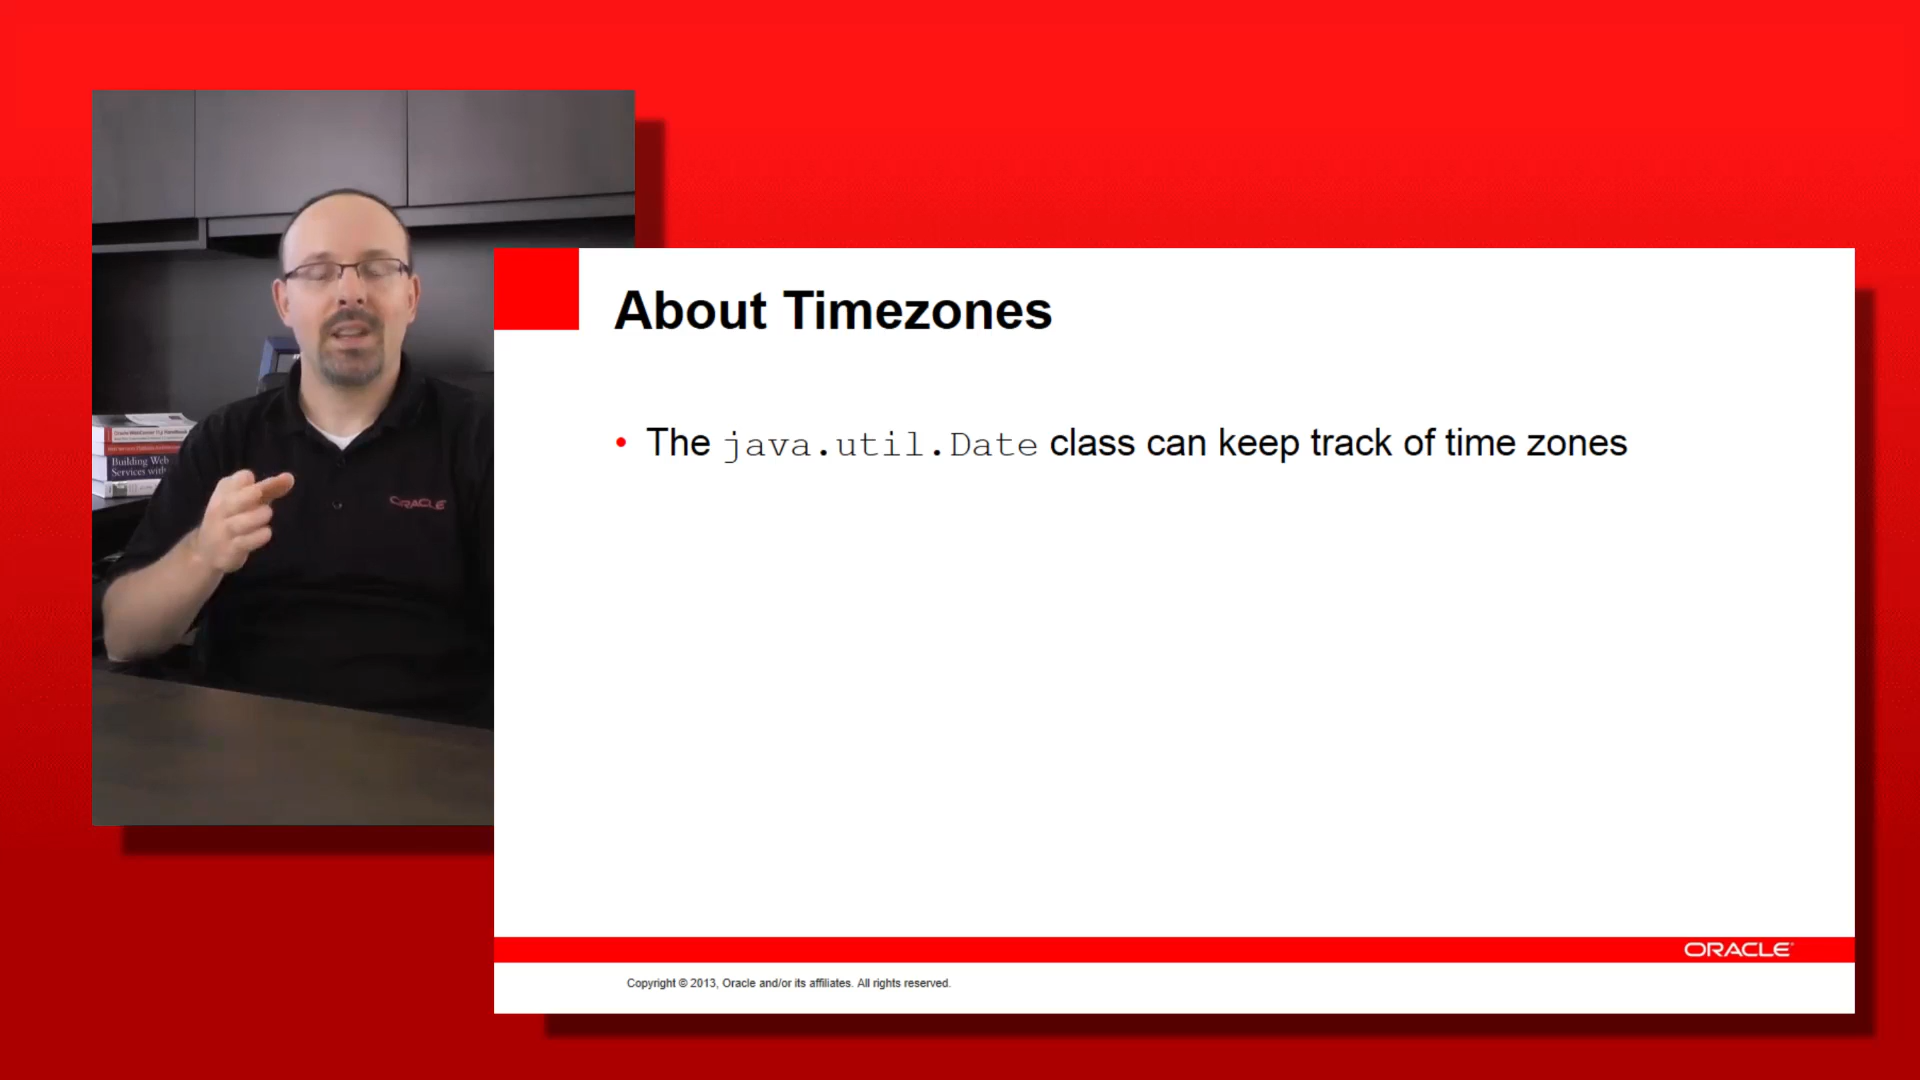 About Timezones
• The java.util.Date class can keep track of time zones
Building Web
Services with
ORACLE
ORACLE
Copyright © 2013, Oracle and/or its affiliates. All rights reserved.